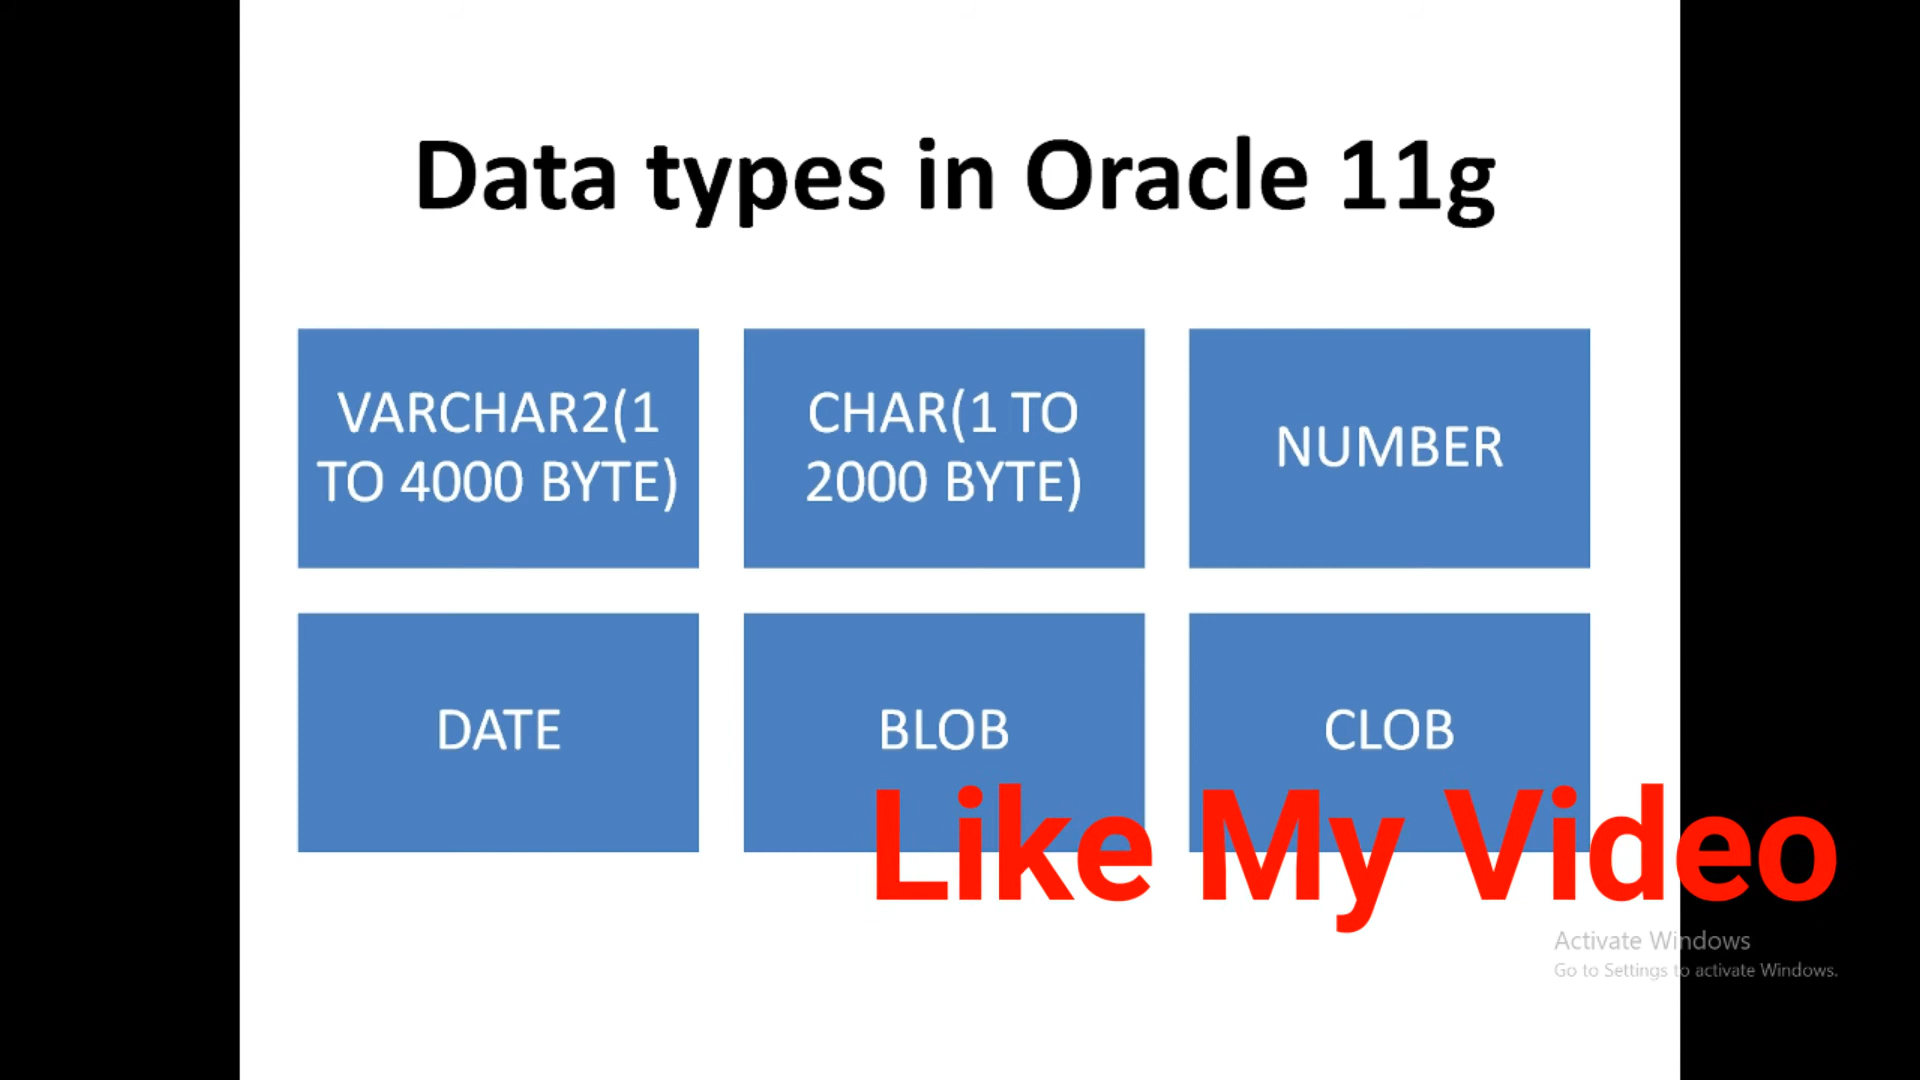 Data types in Oracle 11g
VARCHAR2(1
TO 4000 BYTE)
CHAR(1 TO
2000 BYTE)
NUMBER
DATE
BLOB
CLOB
Like My Video
Activate Windows
Go to Settings to activate Windows.